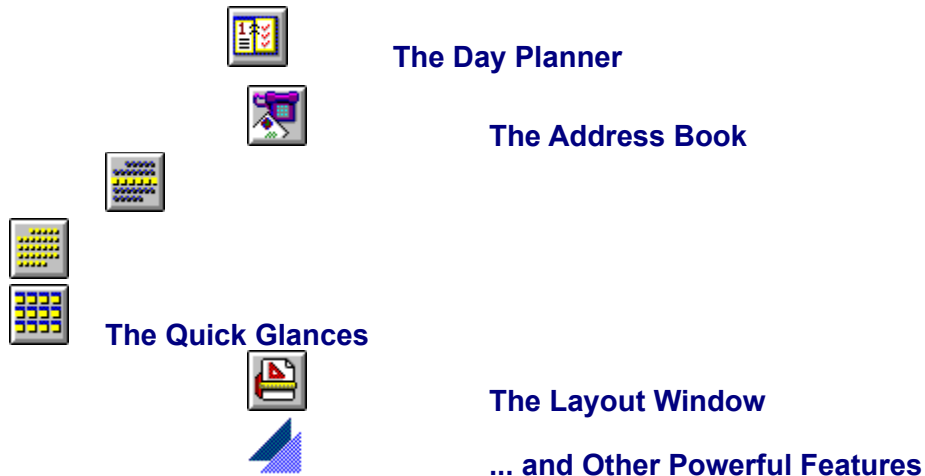 The Day Planner
The Address Book
The Quick Glances
The Layout Window
... and Other Powerful Features